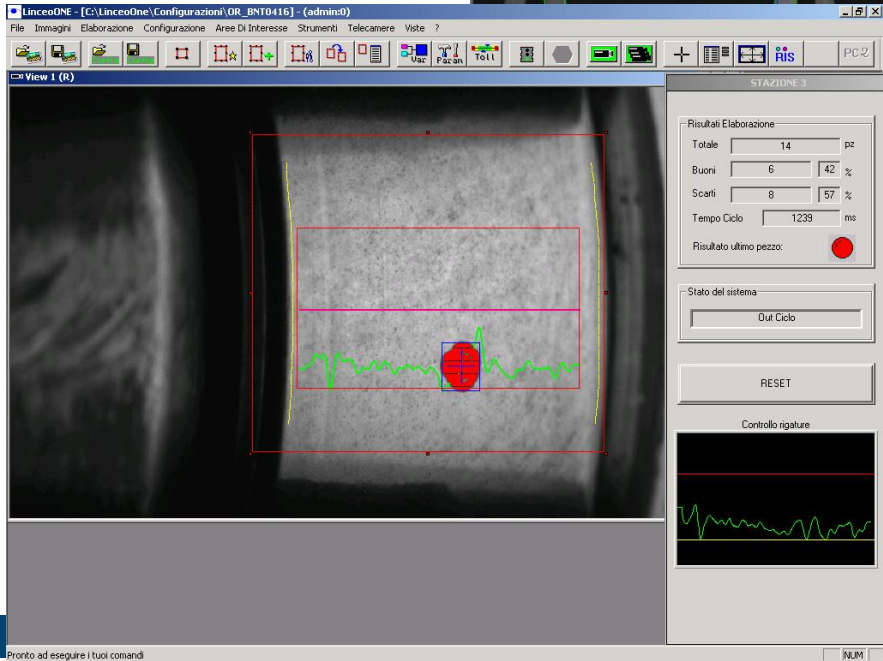 LinceoONE - [C:\LinceoOne\Configurazioni\OR_BNT0416] - (admin:0)
File Immagini Elaborazione Configurazione Aree Di Interesse Strumenti Telecamere Viste ?
Var Param Toll RIS PC-2
View 1 (R)
STAZIONE 3
Risultati Elaborazione
Totale 14 pz
Buoni 6 42 %
Scarti 8 57 %
Tempo Ciclo 1239 ms
Risultato ultimo pezzo:
Stato del sistema
Out Ciclo
RESET
Controllo rigature
Pronto ad eseguire i tuoi comandi NUM